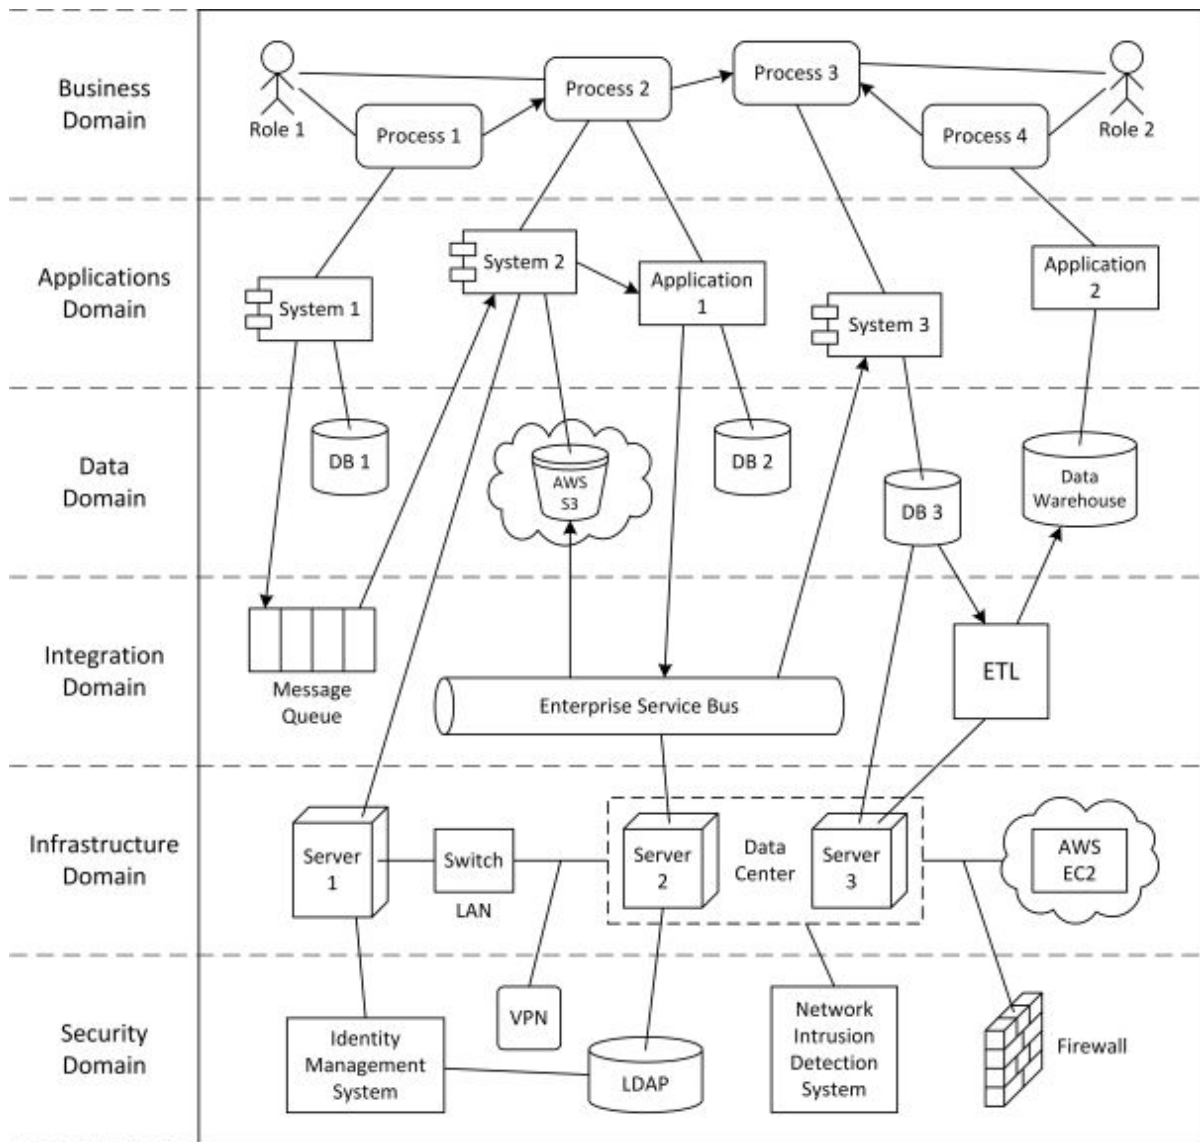 Business
Domain
Role 1
Process 1
Process 2
Process 3
Process 4
Role 2
Applications
Domain
System 1
System 2
Application
1
System 3
Application
2
Data
Domain
DB 1
AWS
S3
DB 2
DB 3
Data
Warehouse
Integration
Domain
Message
Queue
Enterprise Service Bus
ETL
Infrastructure
Domain
Server
1
Switch
LAN
Server
2
Data
Center
Server
3
AWS
EC2
Security
Domain
Identity
Management
System
VPN
LDAP
Network
Intrusion
Detection
System
Firewall